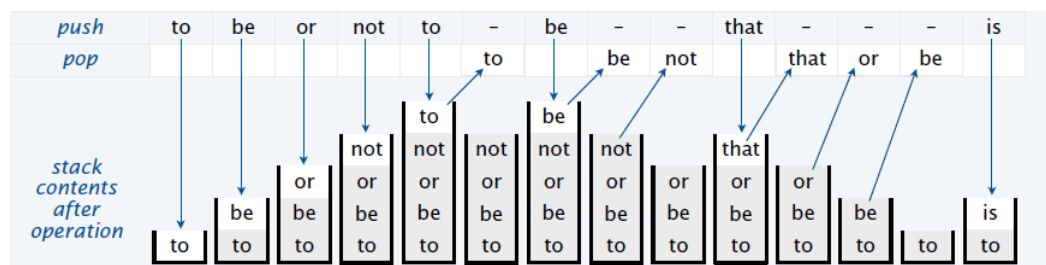 push to be or not to - be - - that - - - is
pop to be not that or be
to be
not not not not not that
stack
contents
after
operation
or or or or or or or or or
be be be be be be be be be be is
to to to to to to to to to to to to to